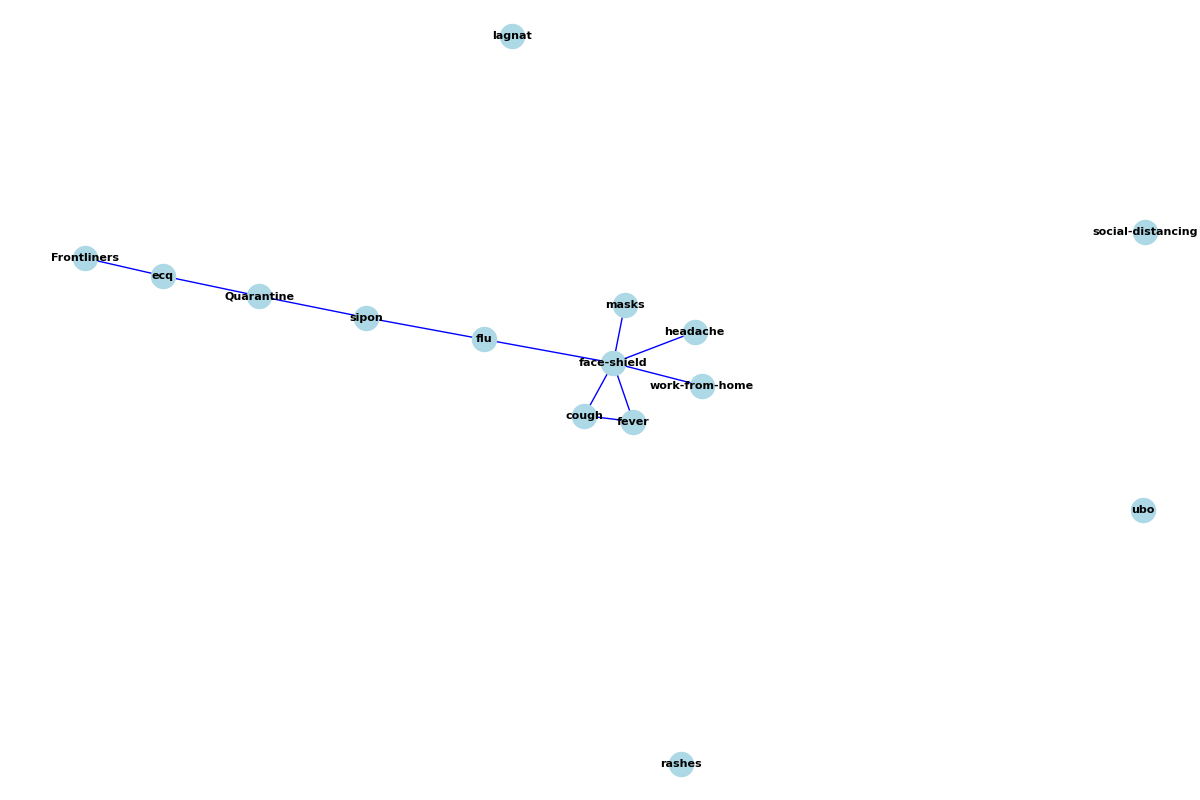 lagnat
social-distancing
Frontliners
ecq
Quarantine
masks
sipon
headache
flu
face-shield
work-from-home
cough
fever
ubo
rashes